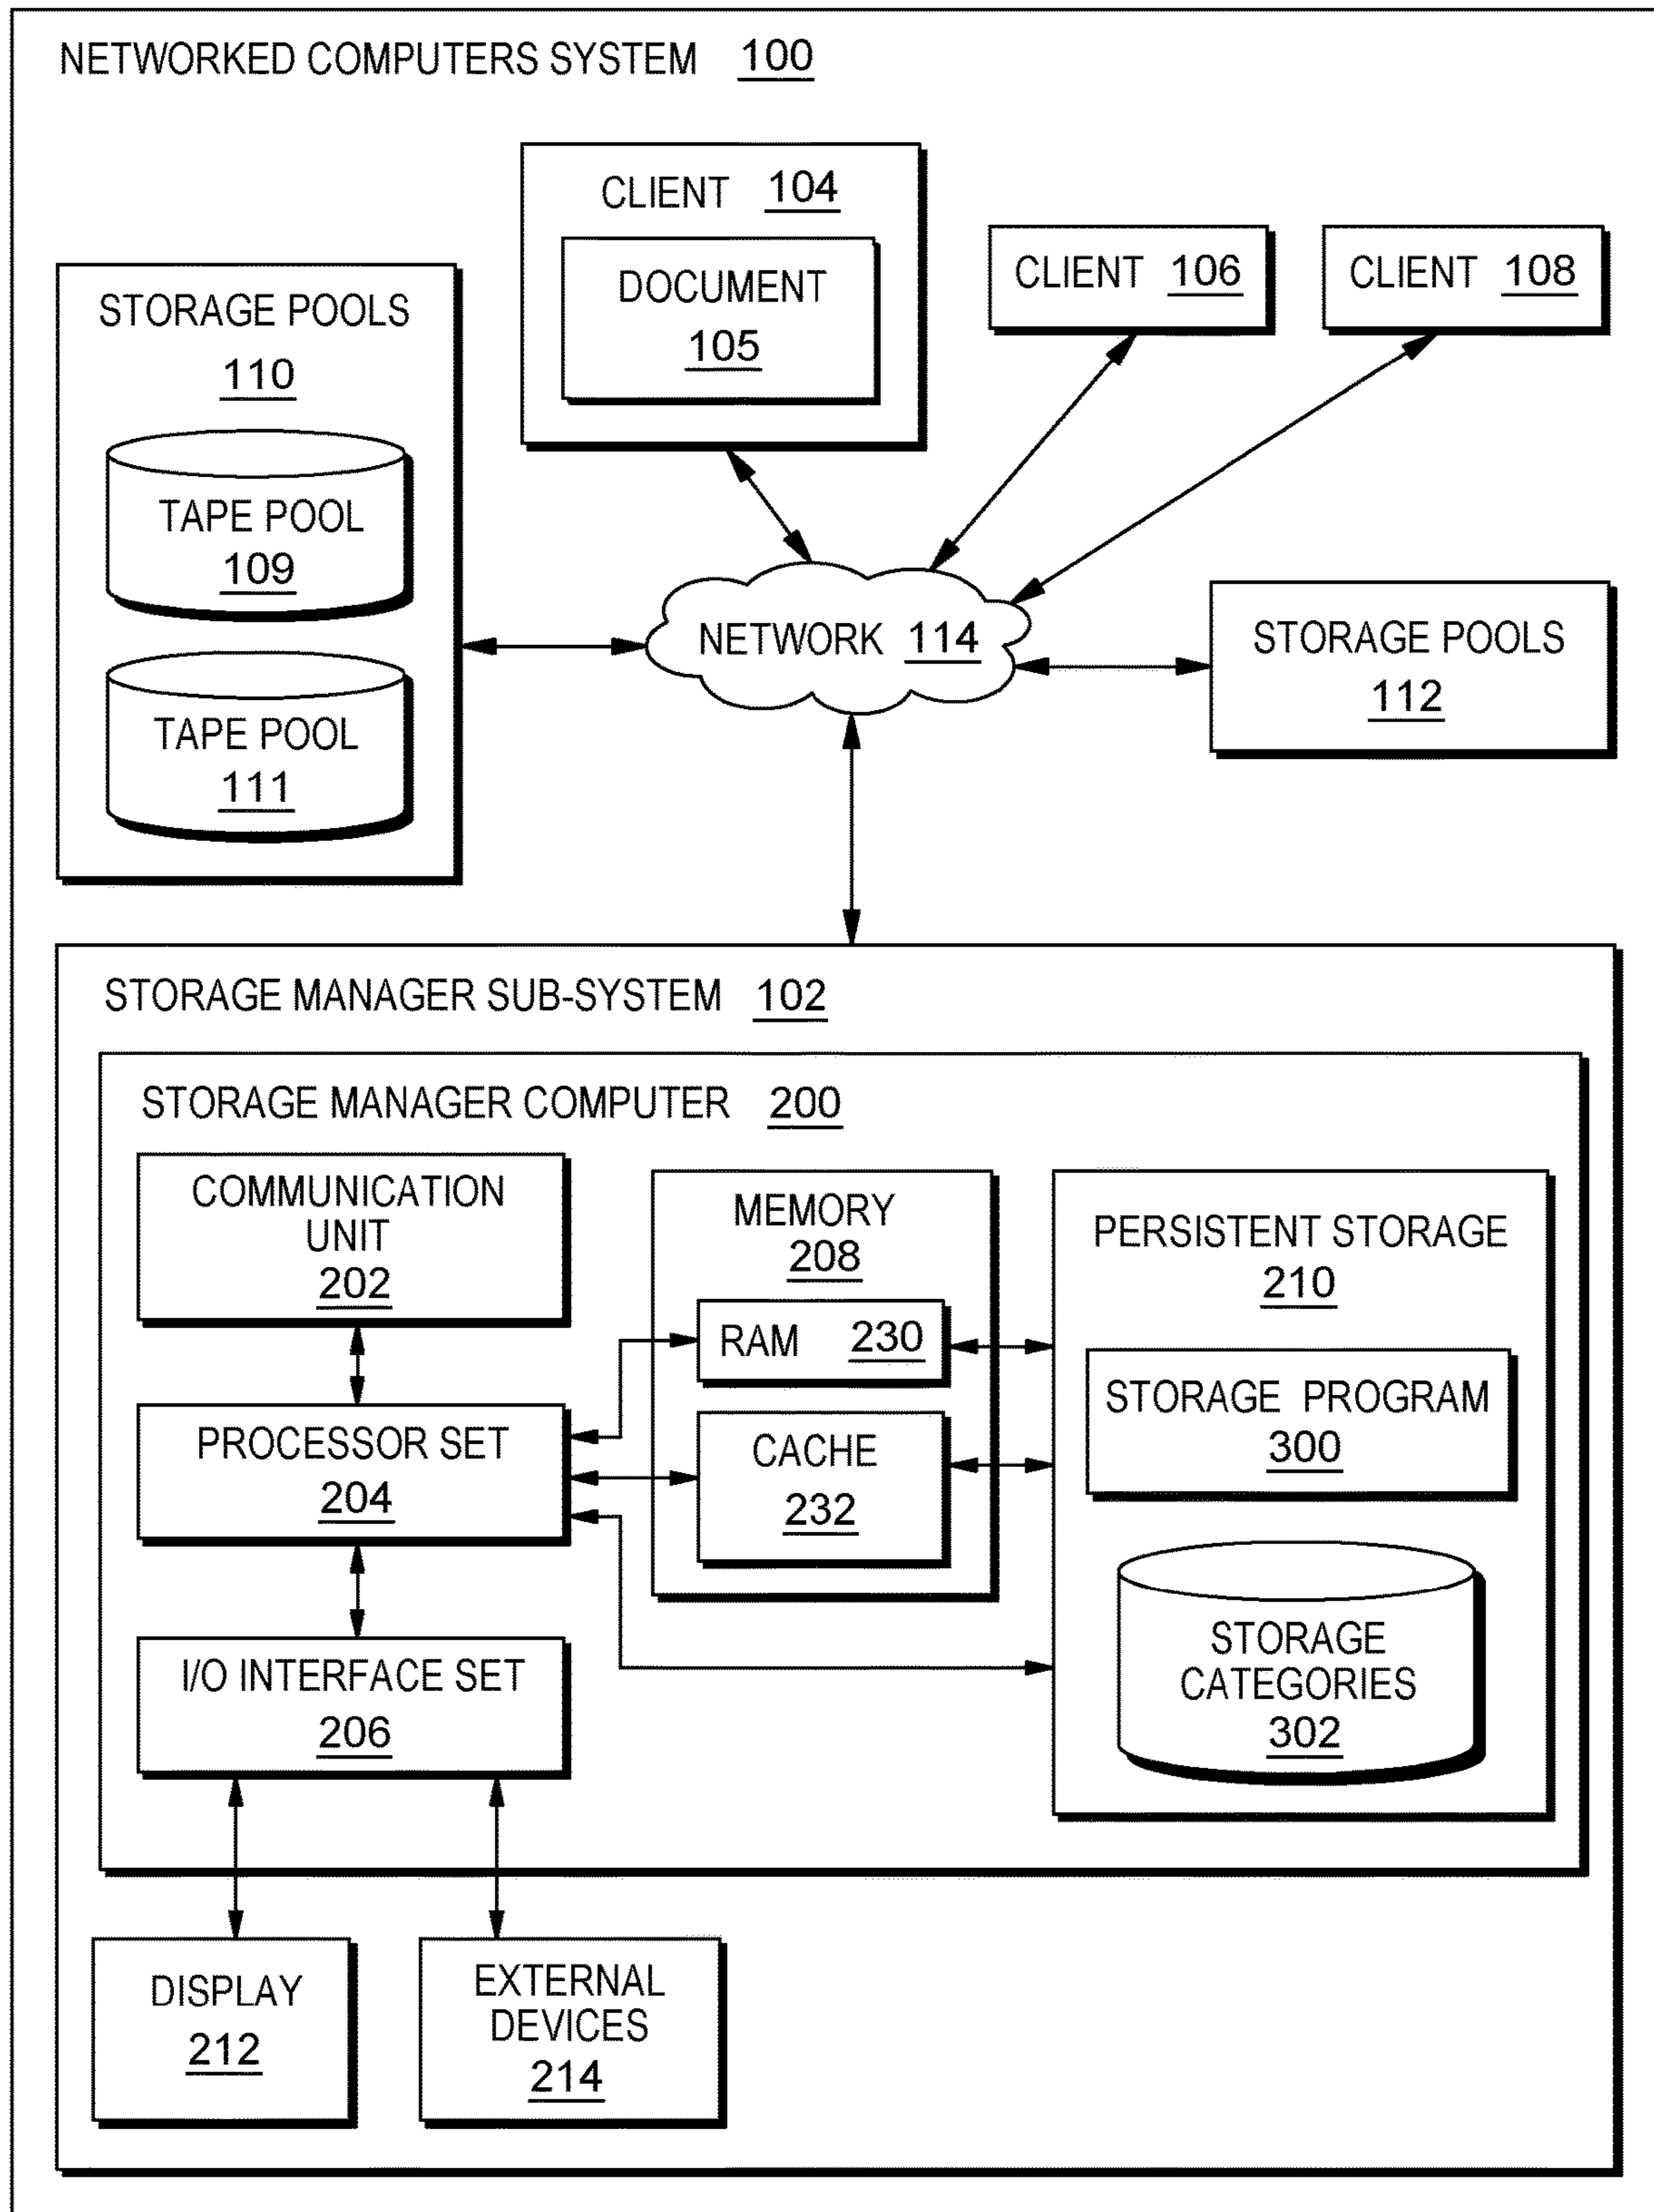 NETWORKED COMPUTERS SYSTEM 100
CLIENT 104
DOCUMENT
105
CLIENT 106
CLIENT 108
STORAGE POOLS
110
TAPE POOL
109
TAPE POOL
111
NETWORK 114
STORAGE POOLS
112
STORAGE MANAGER SUB-SYSTEM 102
STORAGE MANAGER COMPUTER 200
COMMUNICATION
UNIT
202
PROCESSOR SET
204
I/O INTERFACE SET
206
MEMORY
208
RAM 230
CACHE
232
PERSISTENT STORAGE
210
STORAGE PROGRAM
300
STORAGE
CATEGORIES
302
DISPLAY
212
EXTERNAL
DEVICES
214